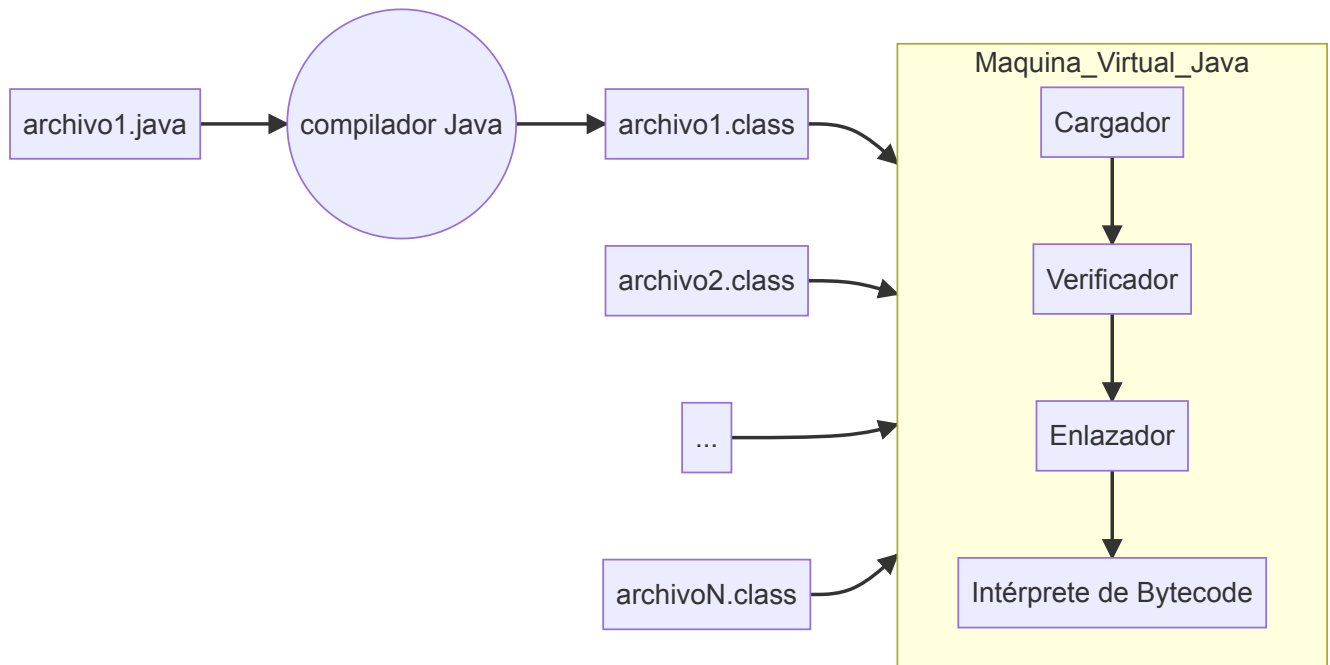 Maquina_Virtual_Java
archivo1.java
compilador Java
archivo1.class
Cargador
archivo2.class
Verificador
...
Enlazador
archivoN.class
Intérprete de Bytecode